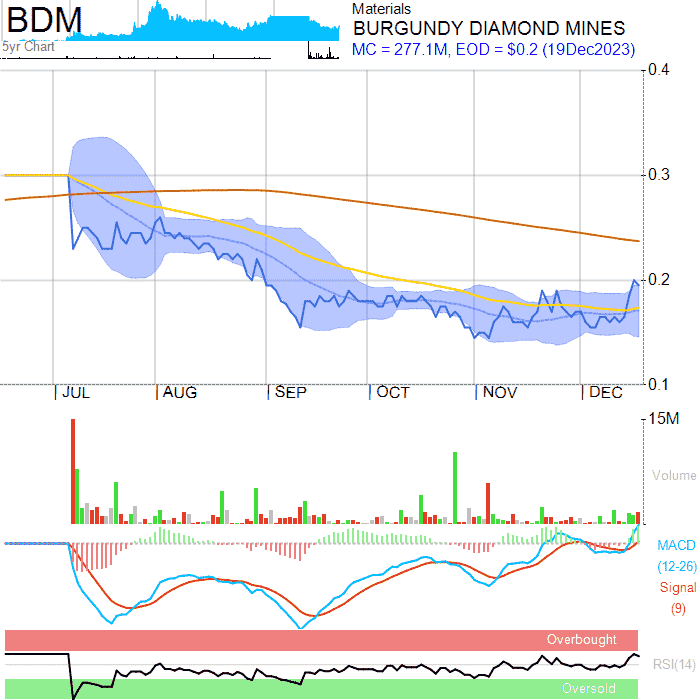 BDM
5yr Chart
Materials
BURGUNDY DIAMOND MINES
MC = 277.1M, EOD = $0.2 (19Dec2023)
0.4
0.3
0.2
0.1
JUL AUG SEP OCT NOV DEC
15M
Volume
MACD
(12-26)
Signal
(9)
Overbought
RSI(14)
Oversold